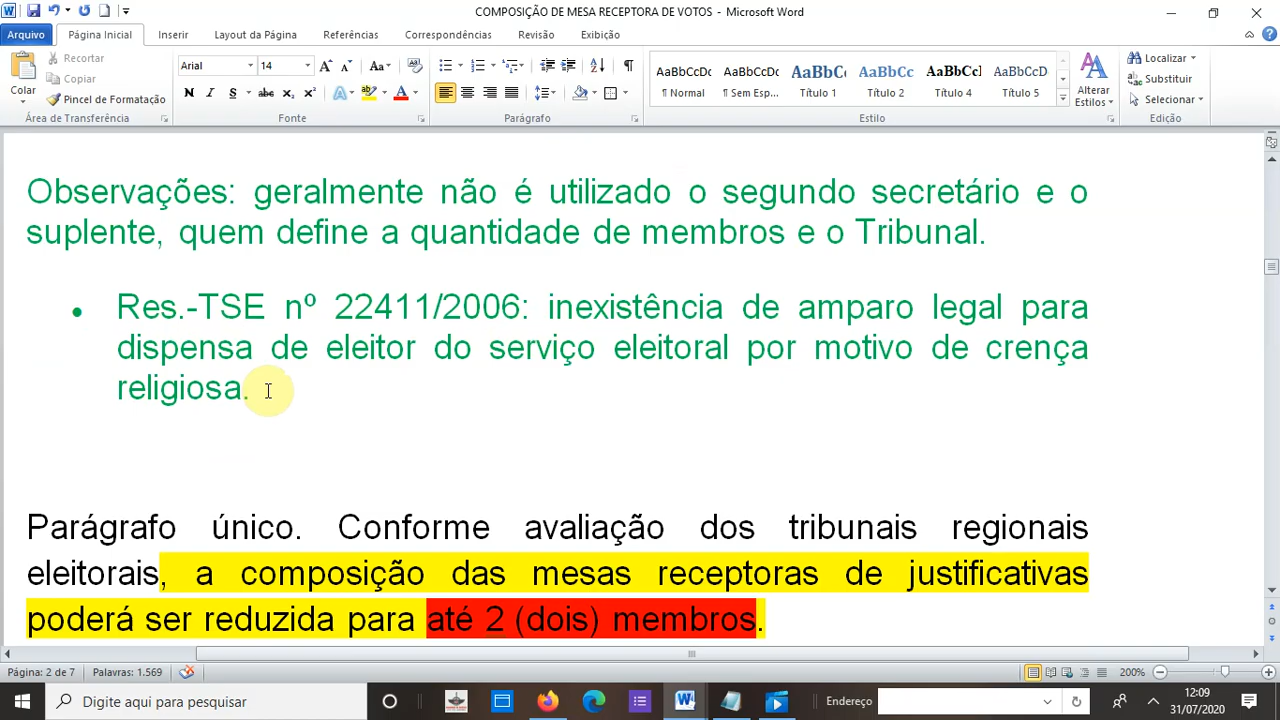 COMPOSIÇÃO DE MESA RECEPTORA DE VOTOS - Microsoft Word
Arquivo Página Inicial Inserir Layout da Página Referências Correspondências Revisão Exibição
Colar
Recortar
Copiar
Pincel de Formatação
Área de Transferência
Arial 14
N I S abc x₂ x² A A
Fonte
Parágrafo
AaBbCcDc AaBbCcDc AaBbC AaBbCc AaBbCcI AaBbCcD
¶ Normal ¶ Sem Esp... Título 1 Título 2 Título 4 Título 5
Alterar
Estilos
Estilo
Localizar
Substituir
Selecionar
Edição
Observações: geralmente não é utilizado o segundo secretário e o
suplente, quem define a quantidade de membros e o Tribunal.
• Res.-TSE nº 22411/2006: inexistência de amparo legal para
dispensa de eleitor do serviço eleitoral por motivo de crença
religiosa.
Parágrafo único. Conforme avaliação dos tribunais regionais
eleitorais, a composição das mesas receptoras de justificativas
poderá ser reduzida para até 2 (dois) membros.
Página: 2 de 7 Palavras: 1.569 200%
Digite aqui para pesquisar
Endereço
12:09
31/07/2020